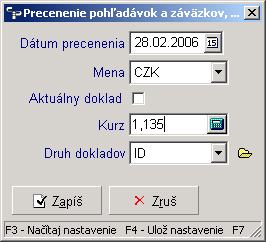 Precenenie pohľadávok a záväzkov, ...
Dátum precenenia 28.02.2006 15
Mena CZK
Aktuálny doklad
Kurz 1,135
Druh dokladov ID
Zapíš Zruš
F3 - Načítaj nastavenie F4 - Ulož nastavenie F7